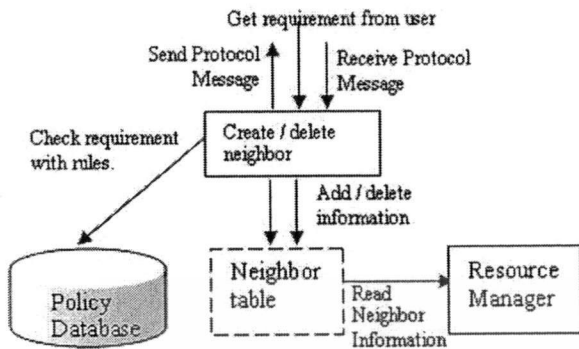 Get requirement from user
Send Protocol
Message
Receive Protocol
Message
Check requirement
with rules.
Create / delete
neighbor
Add / delete
information
Policy
Database
Neighbor
table
Read
Neighbor
Information
Resource
Manager